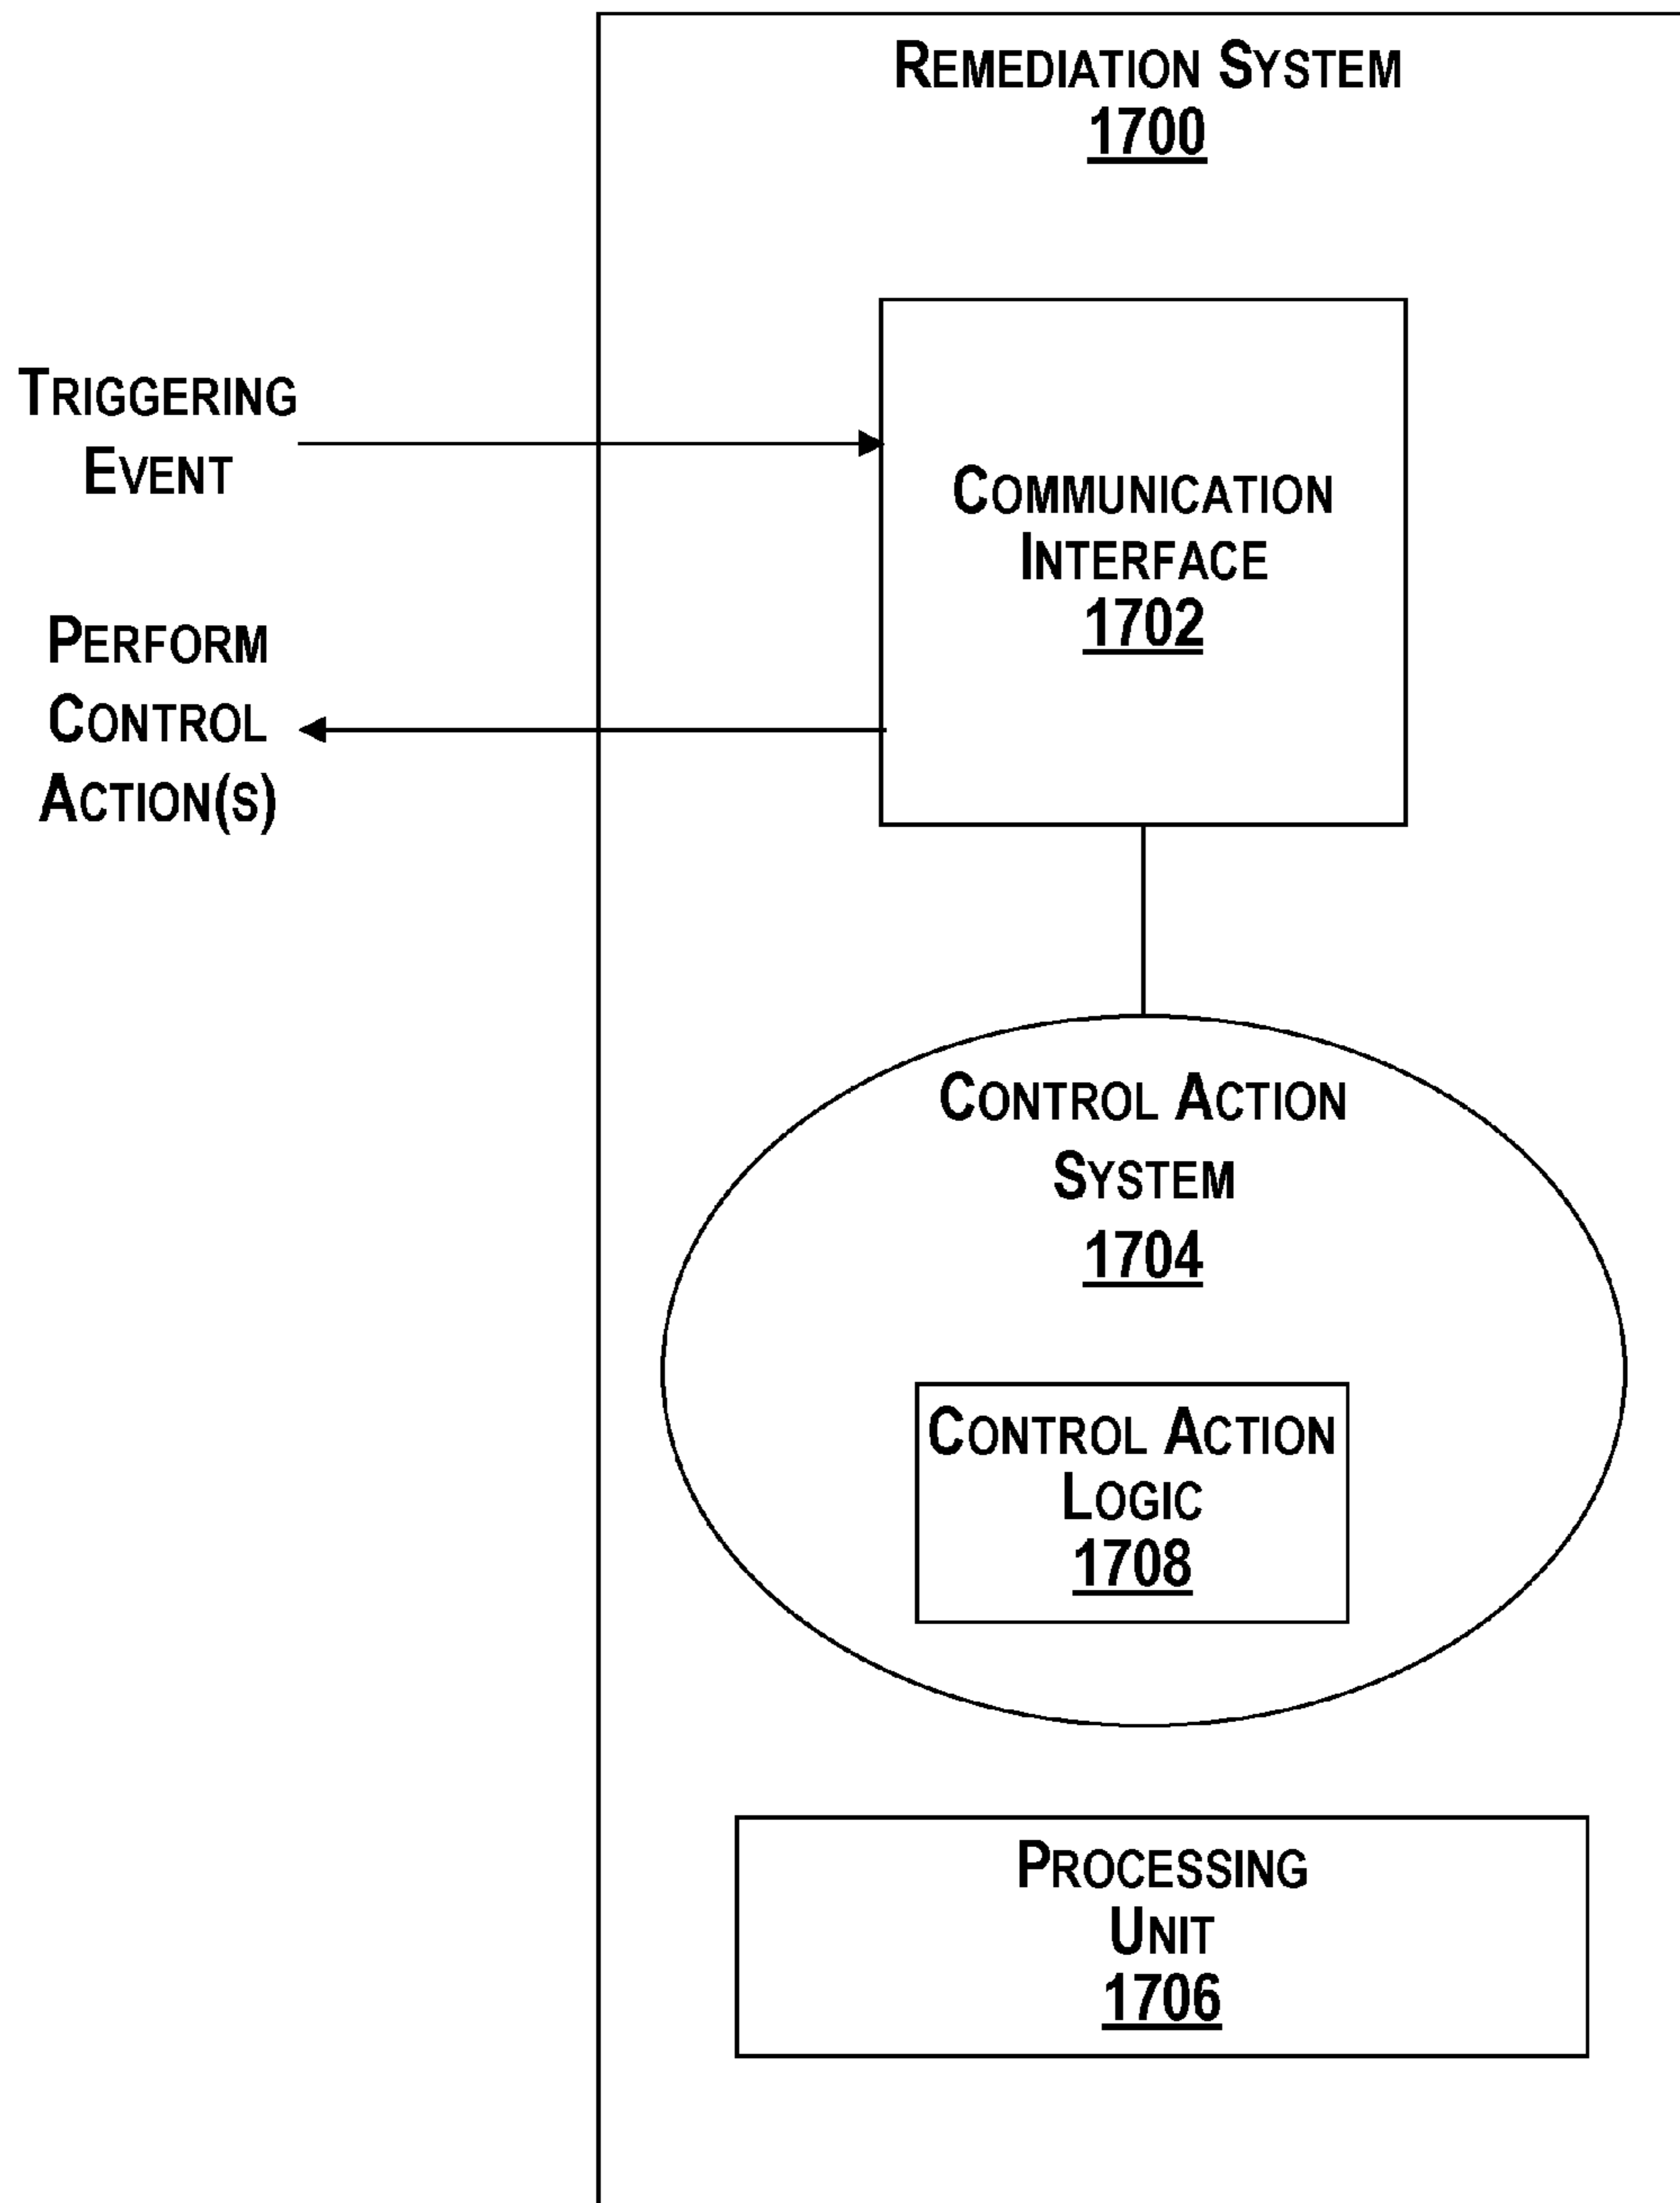 REMEDIATION SYSTEM
1700
TRIGGERING
EVENT
COMMUNICATION
INTERFACE
1702
PERFORM
CONTROL
ACTION(S)
CONTROL ACTION
SYSTEM
1704
CONTROL ACTION
LOGIC
1708
PROCESSING
UNIT
1706